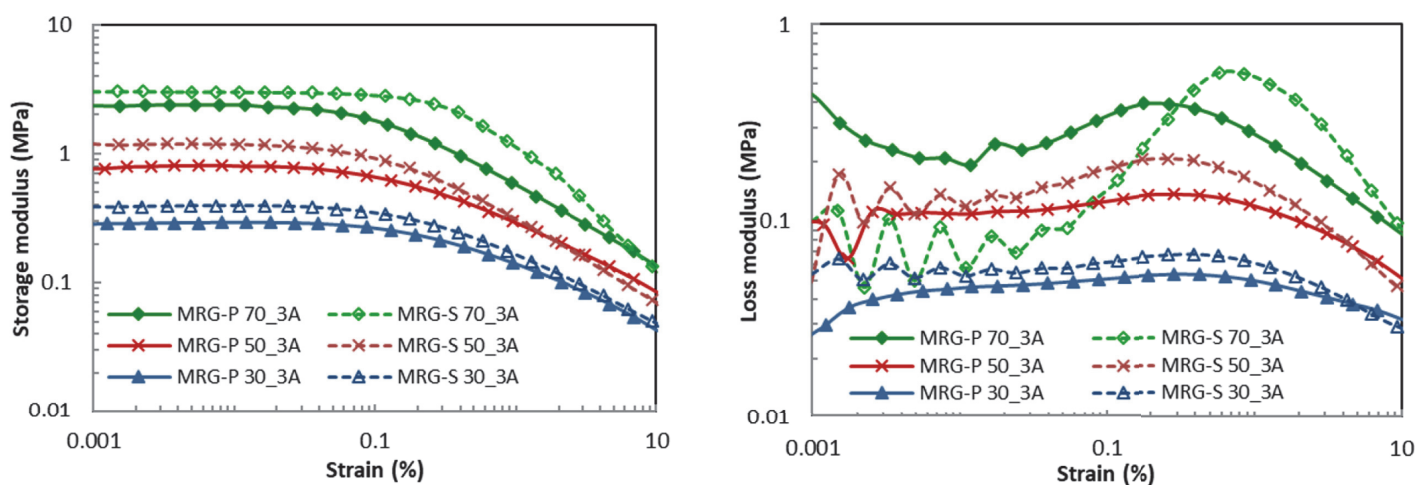 10
1
0.1
0.01
Storage modulus (MPa)
MRG-P 70_3A
MRG-S 70_3A
MRG-P 50_3A
MRG-S 50_3A
MRG-P 30_3A
MRG-S 30_3A
0.001
0.1
10
Strain (%)
1
0.1
0.01
Loss modulus (MPa)
MRG-P 70_3A
MRG-S 70_3A
MRG-P 50_3A
MRG-S 50_3A
MRG-P 30_3A
MRG-S 30_3A
0.001
0.1
10
Strain (%)